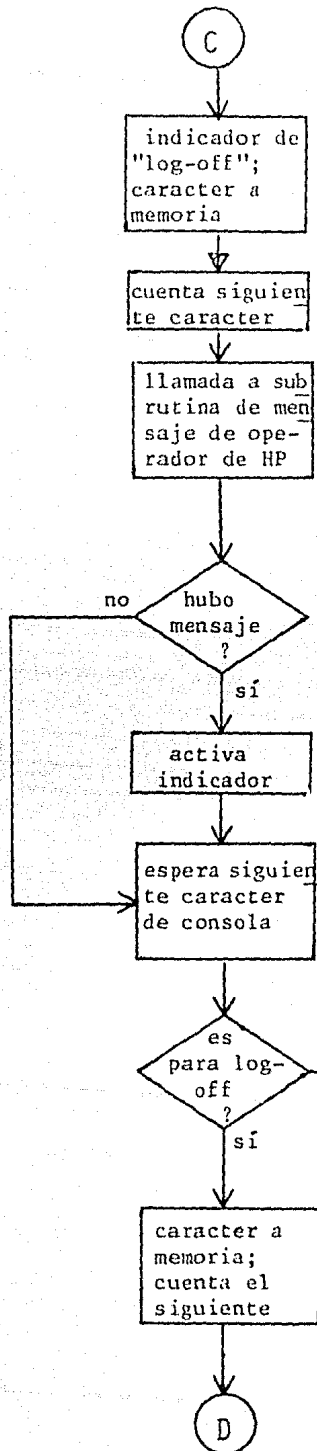 C
indicador de
"log-off";
caracter a
memoria
cuenta siguien
te caracter
llamada a sub
rutina de men
saje de ope-
rador de HP
no
hubo
mensaje
?
sí
activa
indicador
espera siguien
te caracter
de consola
es
para log-
off
?
sí
caracter a
memoria;
cuenta el
siguiente
D